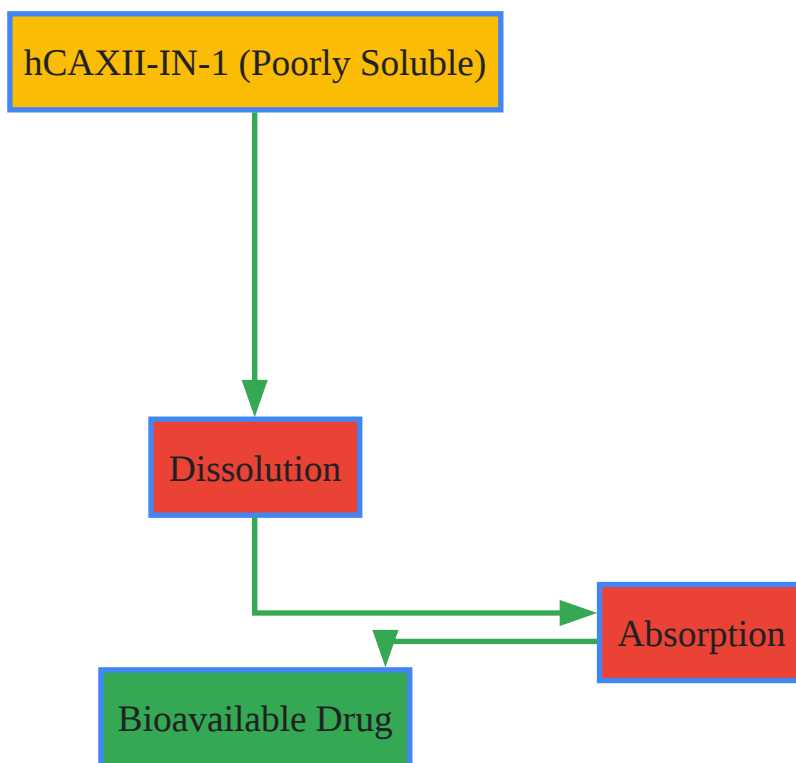 hCAXII-IN-1 (Poorly Soluble)
Dissolution
Absorption
Bioavailable Drug